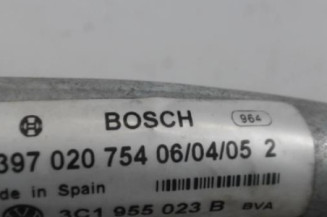 BOSCH 964
397 020 754 06/04/05 2
de in Spain
3C1 955 023 B BVA